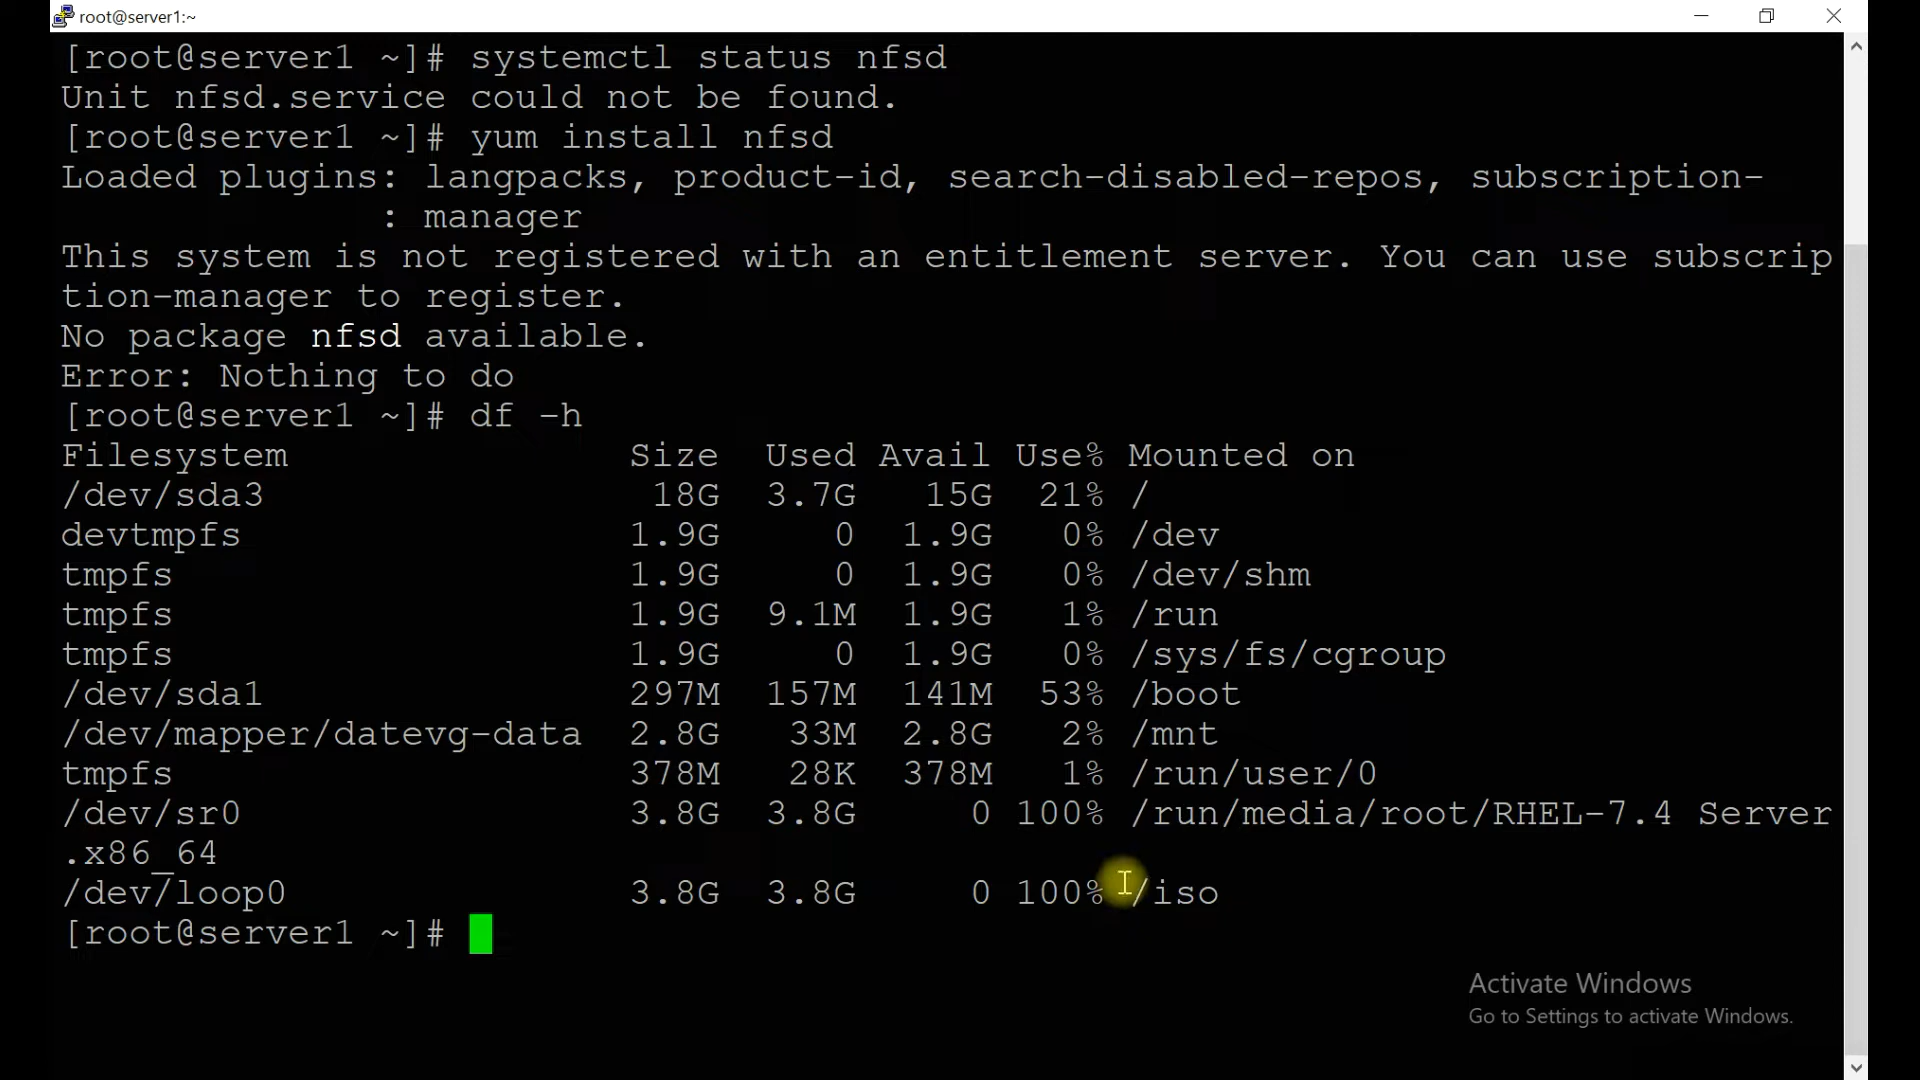 root@server1:~
[root@server1 ~]# systemctl status nfsd
Unit nfsd.service could not be found.
[root@server1 ~]# yum install nfsd
Loaded plugins: langpacks, product-id, search-disabled-repos, subscription-
              : manager
This system is not registered with an entitlement server. You can use subscrip
tion-manager to register.
No package nfsd available.
Error: Nothing to do
[root@server1 ~]# df -h
Filesystem               Size  Used Avail Use% Mounted on
/dev/sda3                 18G  3.7G   15G  21% /
devtmpfs                 1.9G     0  1.9G   0% /dev
tmpfs                    1.9G     0  1.9G   0% /dev/shm
tmpfs                    1.9G  9.1M  1.9G   1% /run
tmpfs                    1.9G     0  1.9G   0% /sys/fs/cgroup
/dev/sda1                297M  157M  141M  53% /boot
/dev/mapper/datevg-data  2.8G   33M  2.8G   2% /mnt
tmpfs                    378M   28K  378M   1% /run/user/0
/dev/sr0                 3.8G  3.8G     0 100% /run/media/root/RHEL-7.4 Server
.x86_64
/dev/loop0               3.8G  3.8G     0 100% /iso
[root@server1 ~]#
Activate Windows
Go to Settings to activate Windows.